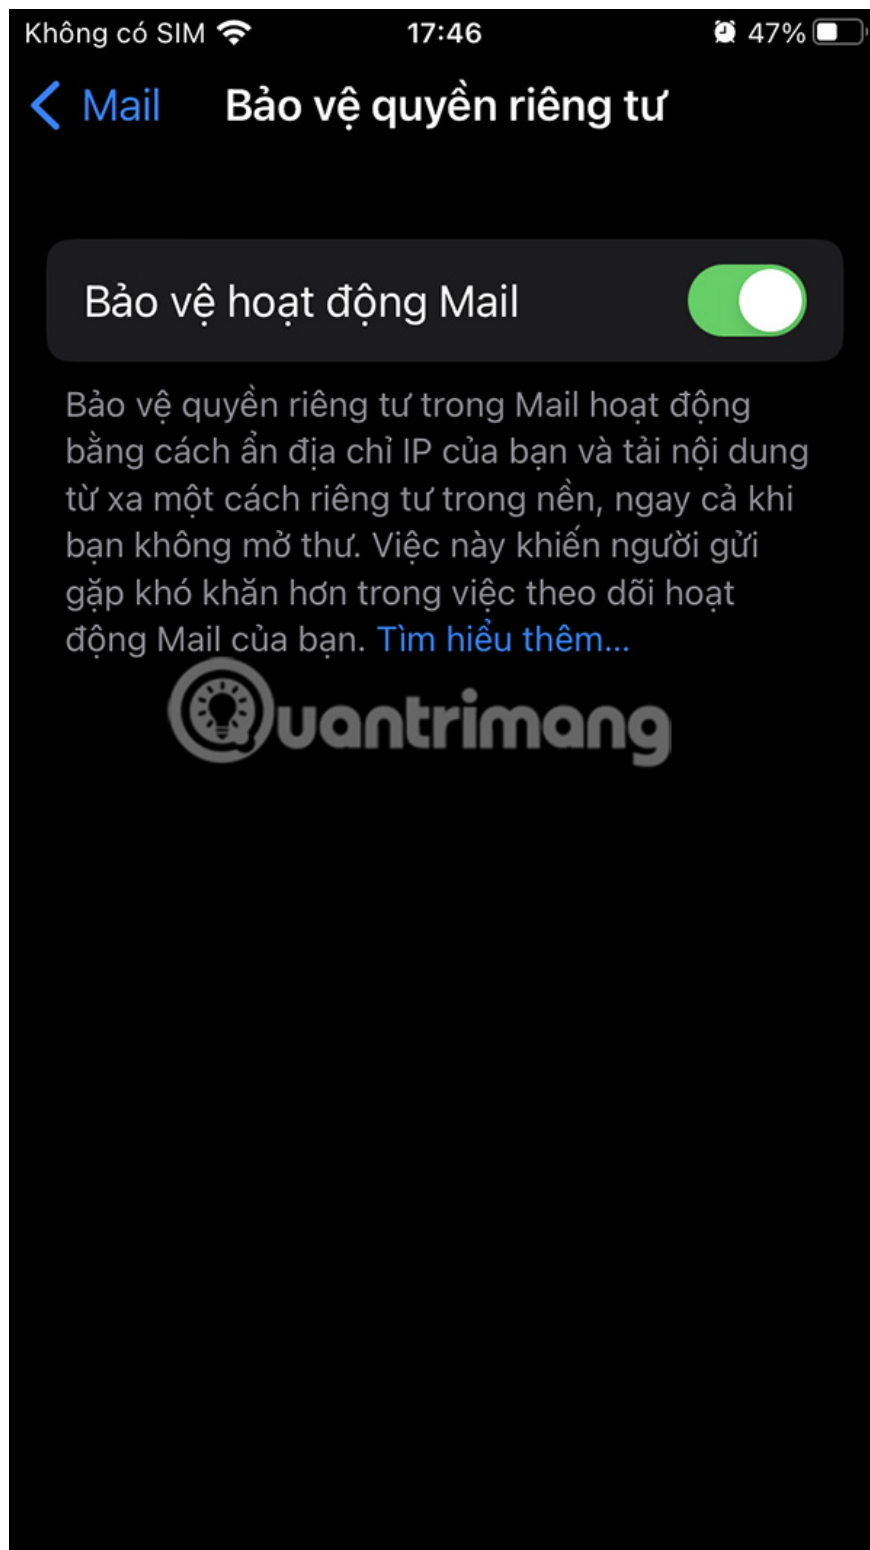 Không có SIM 17:46 47%
Mail Bảo vệ quyền riêng tư
Bảo vệ hoạt động Mail
Bảo vệ quyền riêng tư trong Mail hoạt động
bằng cách ẩn địa chỉ IP của bạn và tải nội dung
từ xa một cách riêng tư trong nền, ngay cả khi
bạn không mở thư. Việc này khiến người gửi
gặp khó khăn hơn trong việc theo dõi hoạt
động Mail của bạn. Tìm hiểu thêm...
Quantrimang